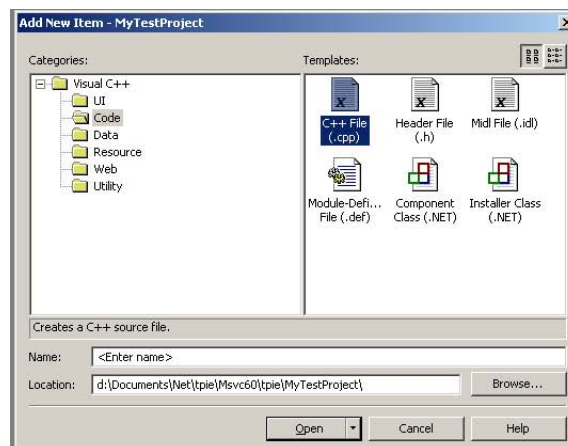 Add New Item - MyTestProject
Categories:
Templates:
Visual C++
UI
Code
Data
Resource
Web
Utility
C++ File
(.cpp)
Header File
(.h)
Midl File (.idl)
Module-Defi...
File (.def)
Component
Class (.NET)
Installer Class
(.NET)
Creates a C++ source file.
Name:
<Enter name>
Location:
d:\Documents\Net\tpie\Msvc60\tpie\MyTestProject\
Browse...
Open
Cancel
Help